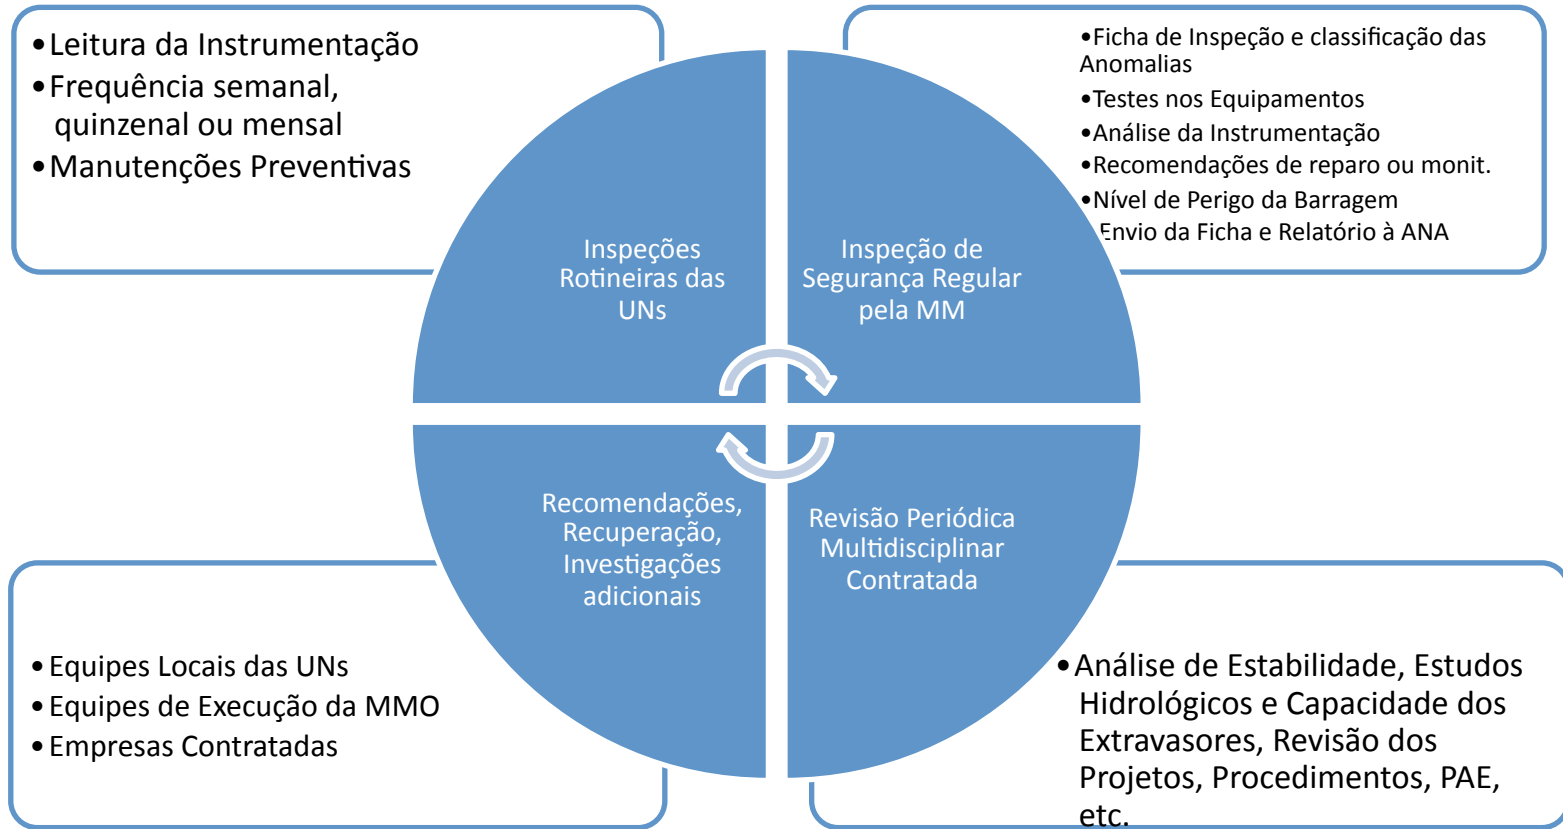 •Leitura da Instrumentação
•Frequência semanal,
quinzenal ou mensal
•Manutenções Preventivas
•Ficha de Inspeção e classificação das
Anomalias
•Testes nos Equipamentos
•Análise da Instrumentação
•Recomendações de reparo ou monit.
•Nível de Perigo da Barragem
Envio da Ficha e Relatório à ANA
Inspeções
Rotineiras das
UNs
Inspeção de
Segurança Regular
pela MM
Recomendações,
Recuperação,
Investigações
adicionais
Revisão Periódica
Multidisciplinar
Contratada
•Equipes Locais das UNs
•Equipes de Execução da MMO
•Empresas Contratadas
•Análise de Estabilidade, Estudos
Hidrológicos e Capacidade dos
Extravasores, Revisão dos
Projetos, Procedimentos, PAE,
etc.